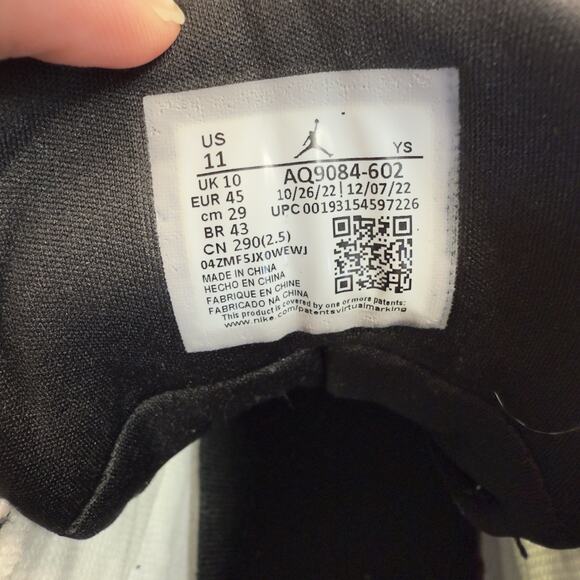 US
11
YS
UK 10
AQ9084-602
EUR 45
10/26/22 | 12/07/22
cm 29
UPC 00193154597226
BR 43
CN 290(2.5)
04ZMF5JX0WEWJ
MADE IN CHINA
HECHO EN CHINA
FABRIQUE EN CHINE
FABRICADO NA CHINA
This product is covered by one or more patents:
www.nike.com/patentsvirtualmarking